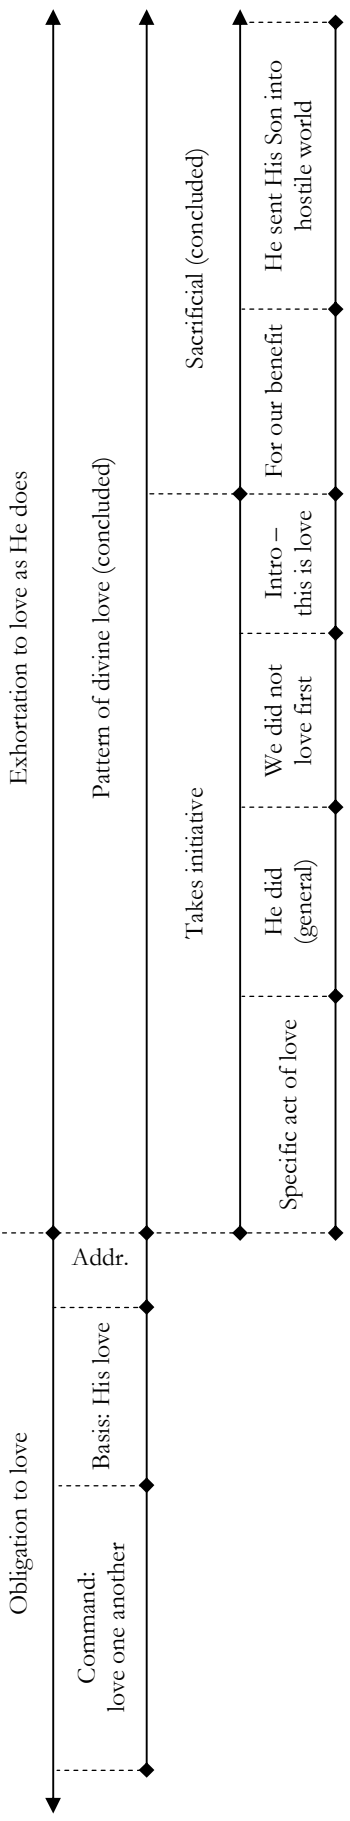 Exhortation to love as He does
Obligation to love
Pattern of divine love (concluded)
Addr.
Basis: His love
Command:
love one another
Sacrificial (concluded)
Takes initiative
He sent His Son into
hostile world
For our benefit
Intro –
this is love
We did not
love first
He did
(general)
Specific act of love